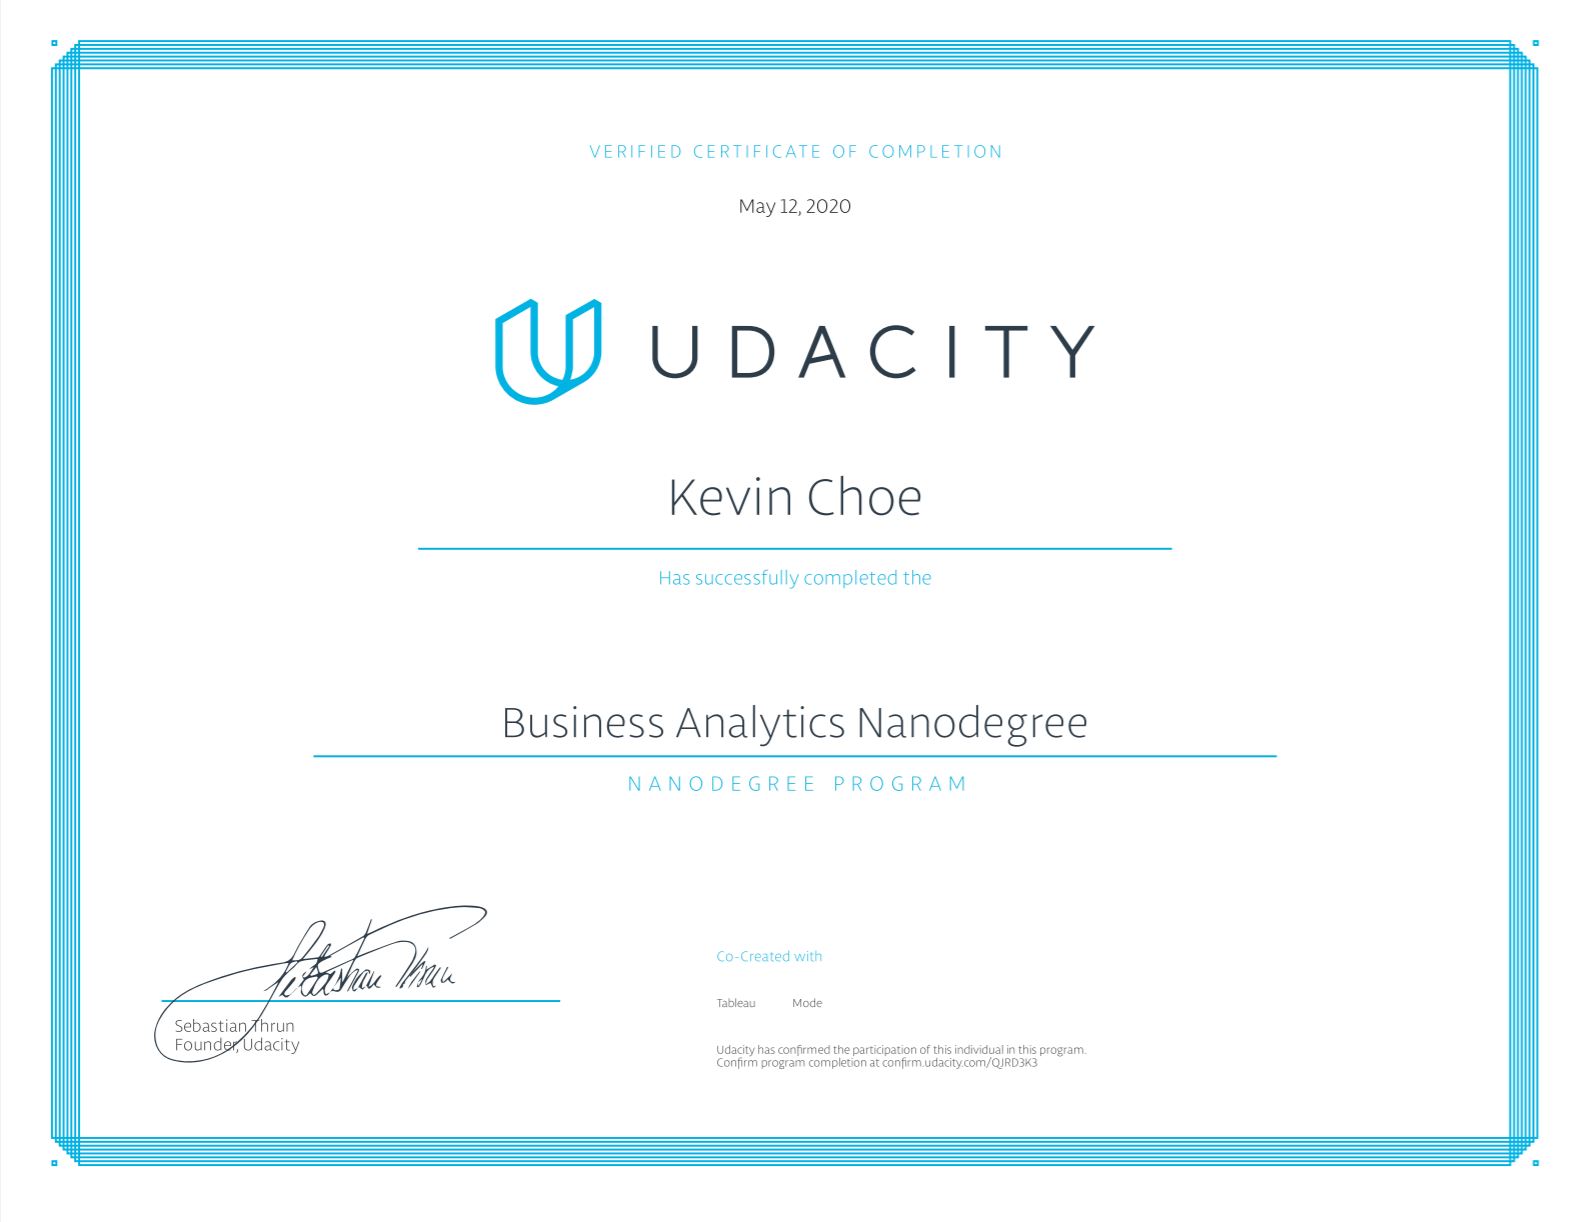 VERIFIED CERTIFICATE OF COMPLETION
May 12, 2020
UDACITY
Kevin Choe
Has successfully completed the
Business Analytics Nanodegree
NANODEGREE PROGRAM
Sebastian Thrun
Sebastian Thrun
Founder, Udacity
Co-Created with
Tableau Mode
Udacity has confirmed the participation of this individual in this program.
Confirm program completion at confirm.udacity.com/QJRD3K3